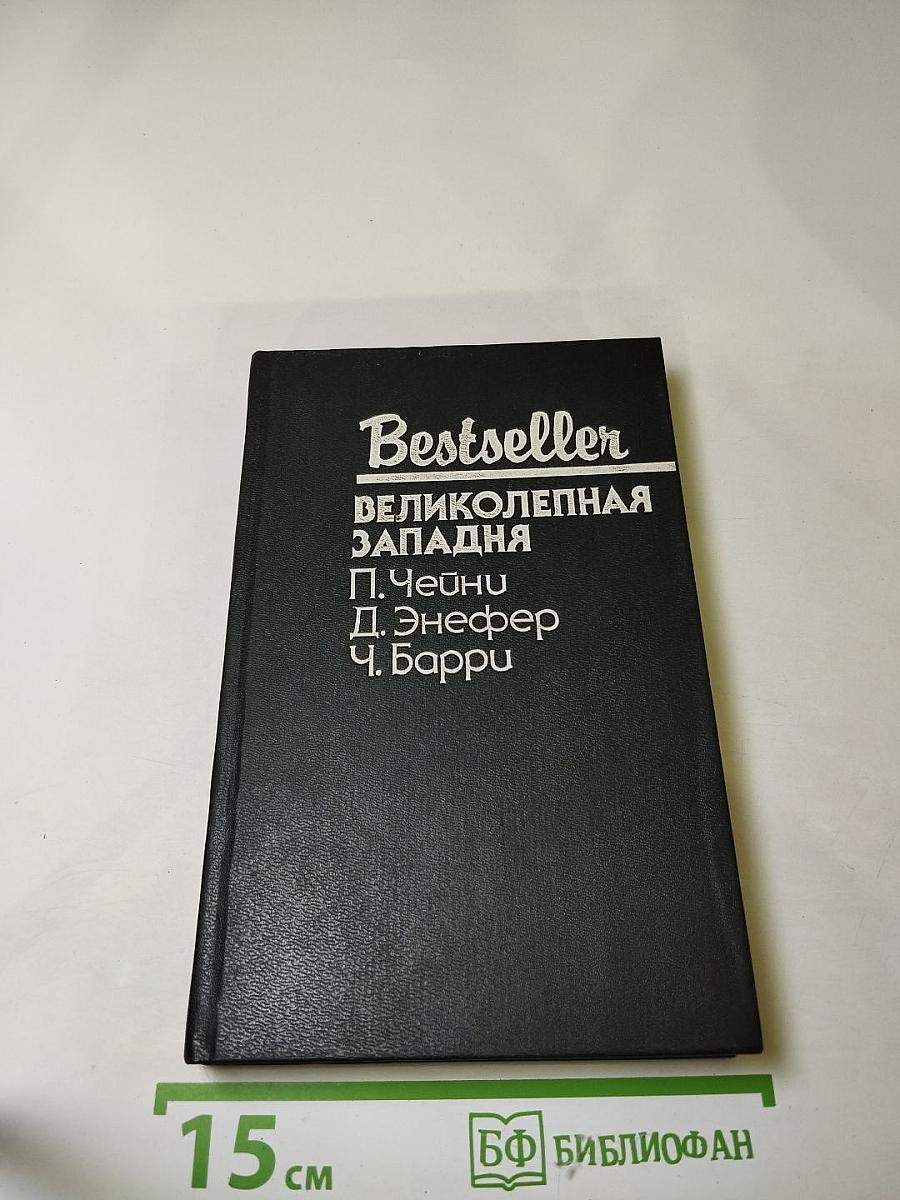 Bestseller
ВЕЛИКОЛЕПНАЯ
ЗАПАДНЯ
П. Чейни
Д. Энефер
Ч. Барри
15 см
БФ БИБЛИОФАН